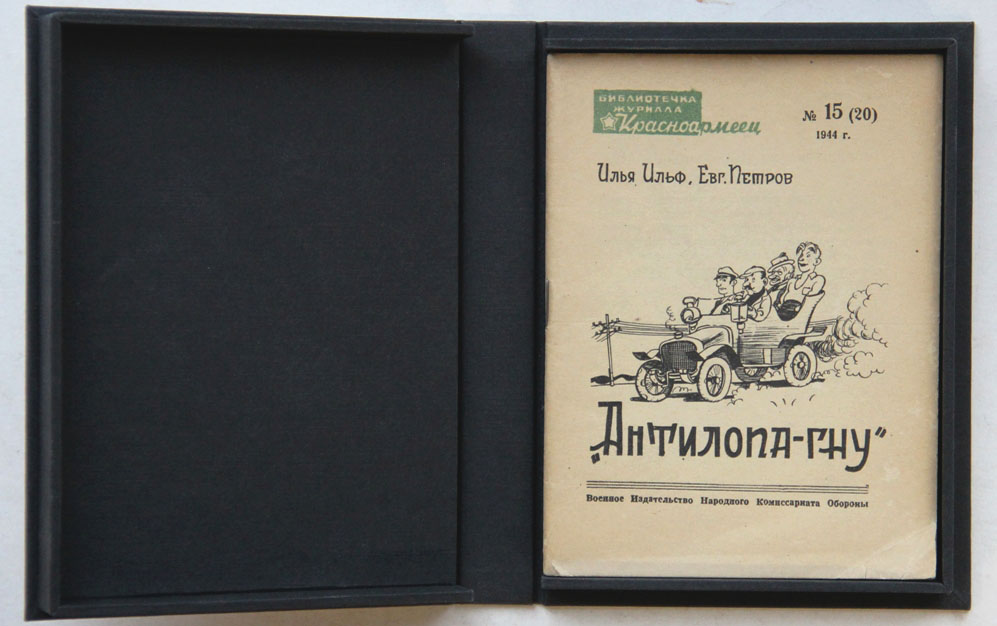 БИБЛИОТЕЧКА
ЖУРНАЛА
Красноармеец
№ 15 (20)
1944 г.
Илья Ильф, Евг. Петров
„Антилопа-гну“
Военное Издательство Народного Комиссариата Обороны